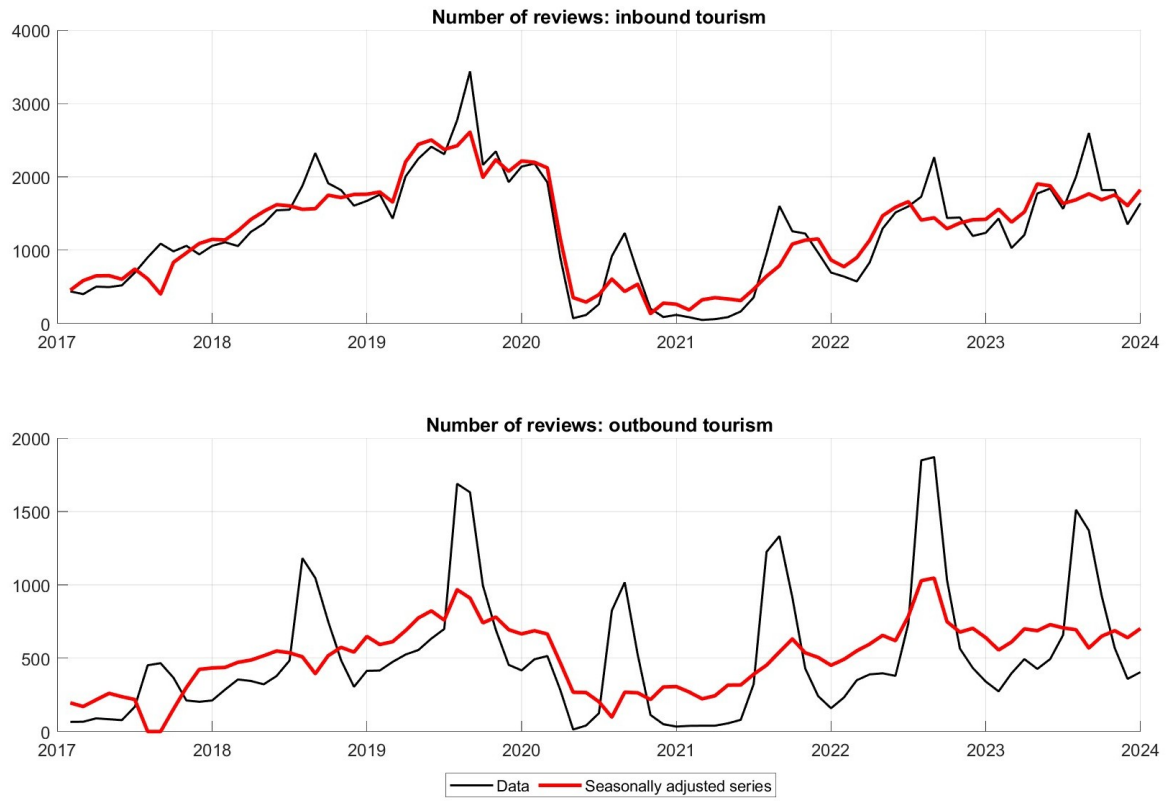 Number of reviews: inbound tourism
4000
3000
2000
1000
0
2017 2018 2019 2020 2021 2022 2023 2024
Number of reviews: outbound tourism
2000
1500
1000
500
0
2017 2018 2019 2020 2021 2022 2023 2024
Data Seasonally adjusted series